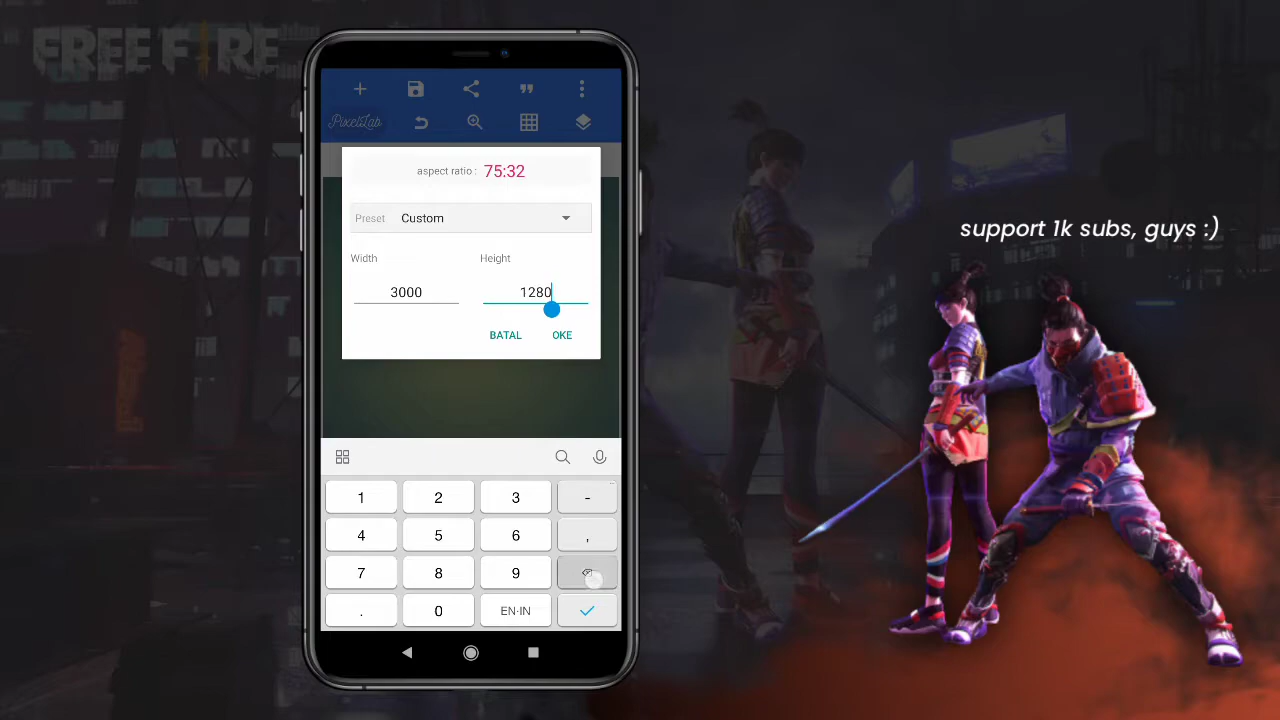 FREE FIRE
PixelLab
aspect ratio : 75:32
Preset Custom
Width Height
3000 1280
BATAL OKE
support 1k subs, guys :)
1 2 3 -
4 5 6 ,
7 8 9
. 0 EN·IN